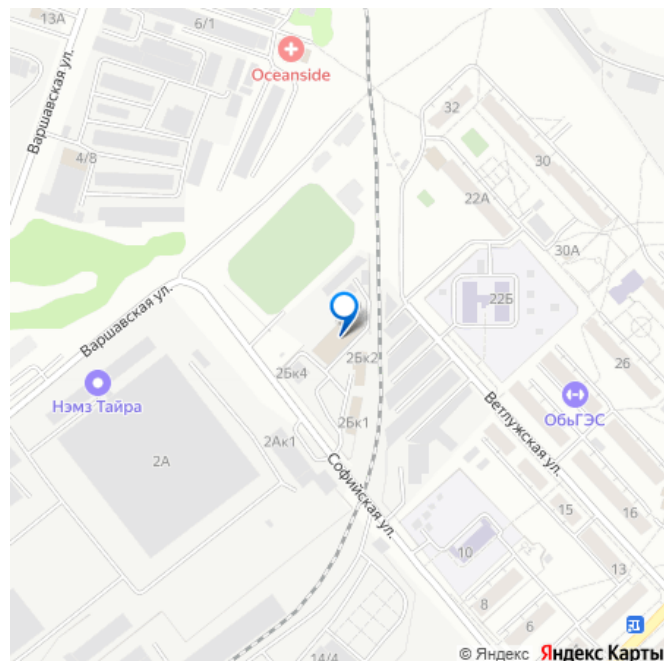 13А
6/1
Oceanside
Варшавская ул.
4/8
32
30
22А
30А
22Б
Варшавская ул.
2Бк4
2Бк2
26
Нэмз Тайра
ОбьГЭС
2Бк1
Ветлужская ул.
2Ак1
2А
Софийская ул.
15
16
10
13
8
6
14/4
© Яндекс Яндекс Карты